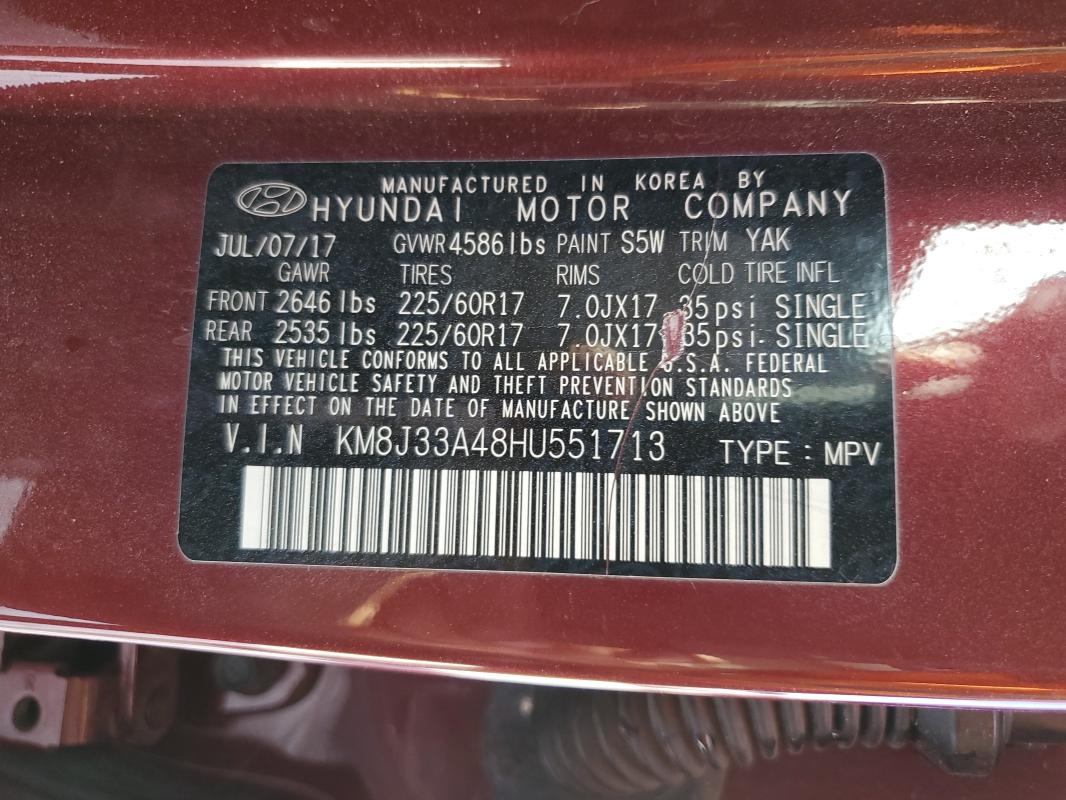 MANUFACTURED IN KOREA BY
HYUNDAI MOTOR COMPANY
JUL/07/17 GVWR 4586 lbs PAINT S5W TRIM YAK
GAWR TIRES RIMS COLD TIRE INFL
FRONT 2646 lbs 225/60R17 7.0JX17 35psi SINGLE
REAR 2535 lbs 225/60R17 7.0JX17 35psi. SINGLE
THIS VEHICLE CONFORMS TO ALL APPLICABLE U.S.A. FEDERAL
MOTOR VEHICLE SAFETY AND THEFT PREVENTION STANDARDS
IN EFFECT ON THE DATE OF MANUFACTURE SHOWN ABOVE
V.I.N KM8J33A48HU551713 TYPE : MPV